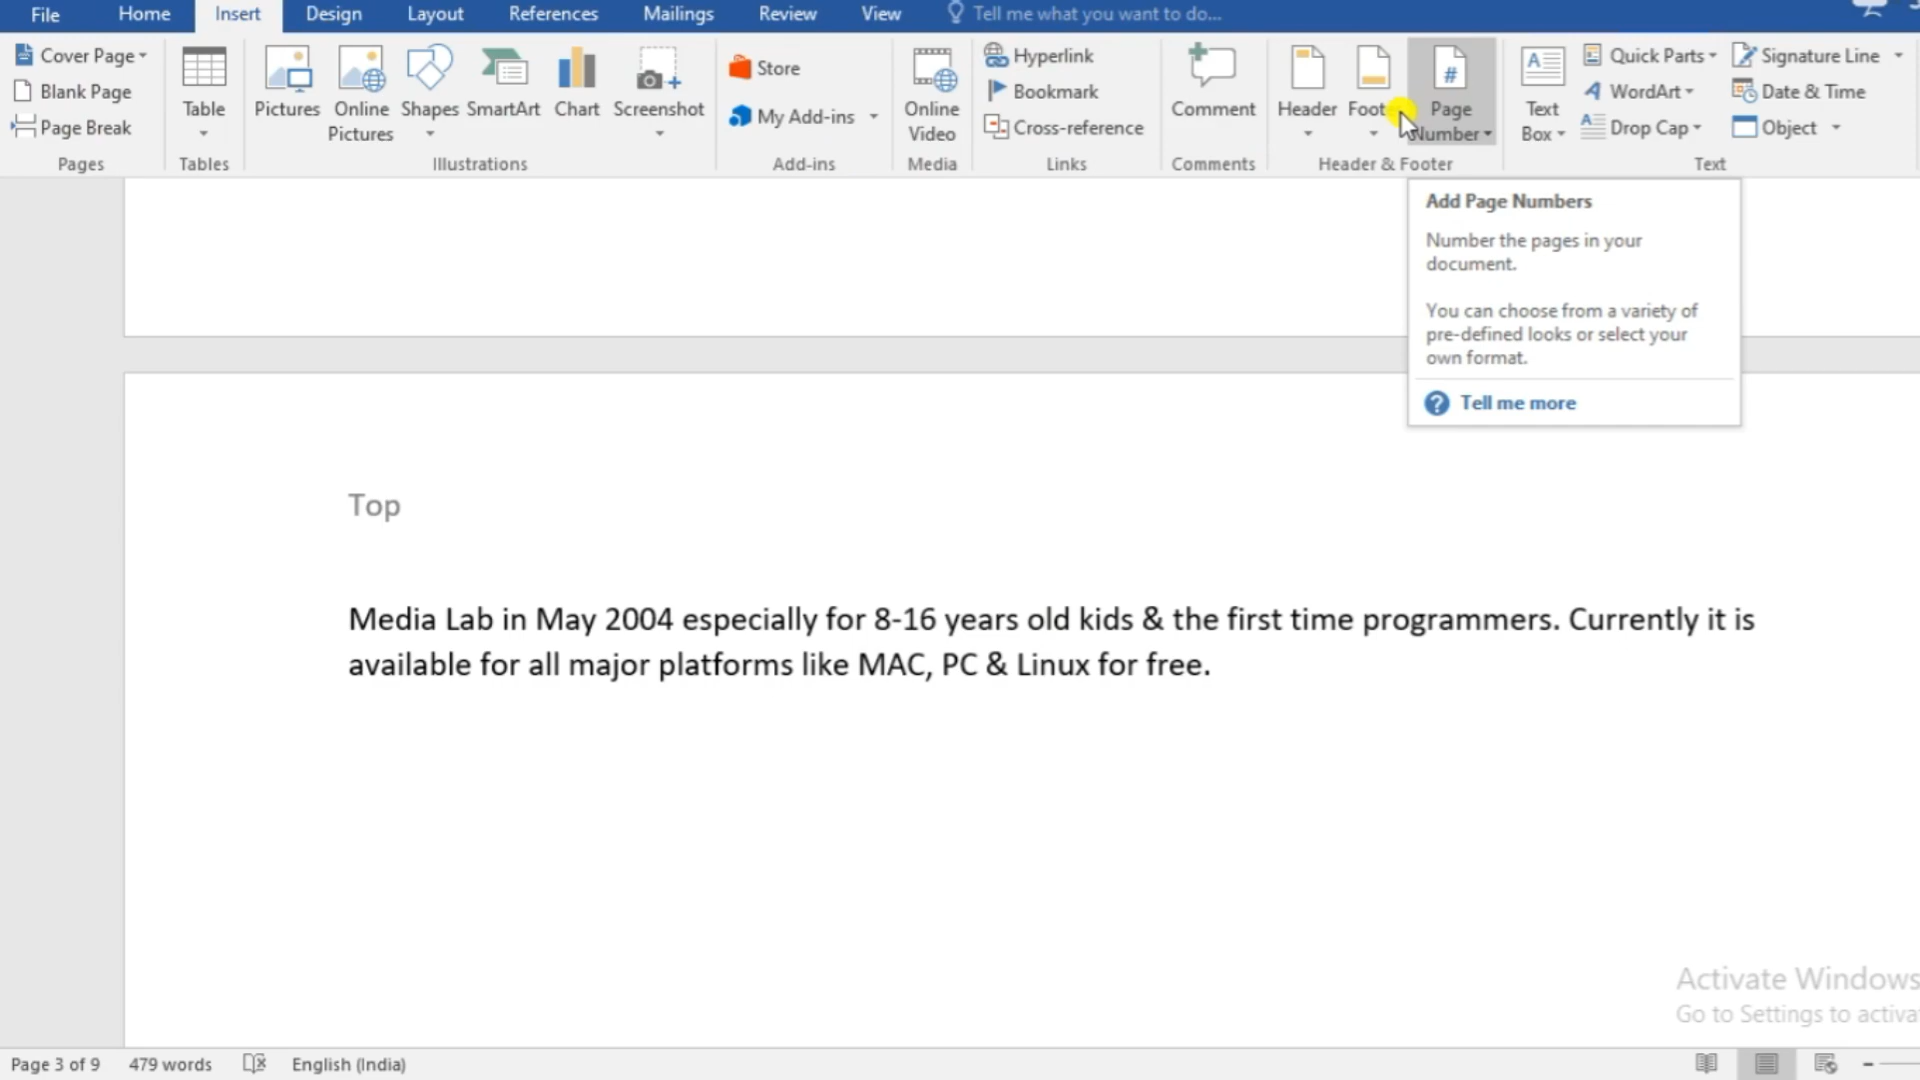 File Home Insert Design Layout References Mailings Review View Tell me what you want to do...
Cover Page
Blank Page
Page Break
Pages
Table
Tables
Pictures
Online
Pictures
Shapes
SmartArt
Chart
Screenshot
Illustrations
Store
My Add-ins
Add-ins
Online
Video
Media
Hyperlink
Bookmark
Cross-reference
Links
Comment
Comments
Header
Foot
Page
Number
#
Header & Footer
Text
Box
A
Quick Parts
WordArt
Drop Cap
Signature Line
Date & Time
Object
Text
Add Page Numbers
Number the pages in your
document.
You can choose from a variety of
pre-defined looks or select your
own format.
? Tell me more
Top
Media Lab in May 2004 especially for 8-16 years old kids & the first time programmers. Currently it is
available for all major platforms like MAC, PC & Linux for free.
Activate Windows
Go to Settings to activa
Page 3 of 9 479 words English (India)